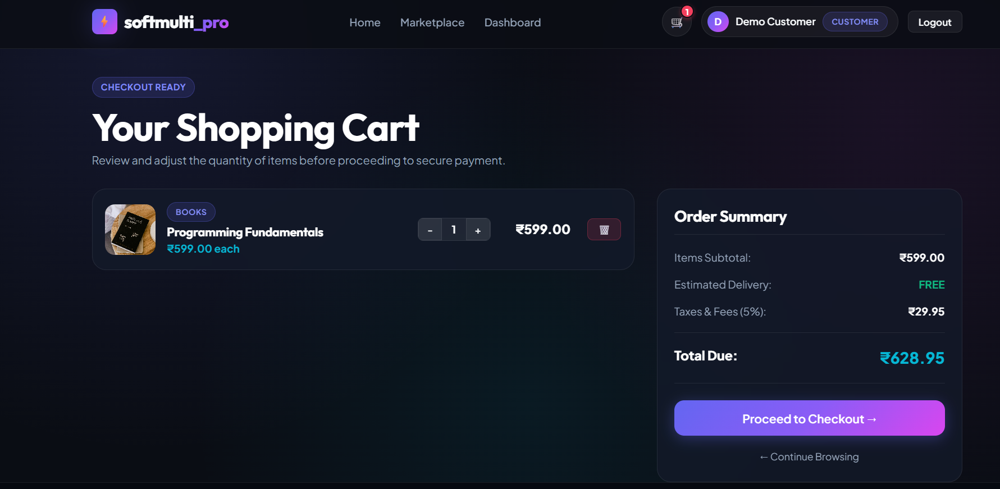 softmulti_pro
Home
Marketplace
Dashboard
1
D
Demo Customer
CUSTOMER
Logout
CHECKOUT READY
Your Shopping Cart
Review and adjust the quantity of items before proceeding to secure payment.
BOOKS
Programming Fundamentals
₹599.00 each
- 1 +
₹599.00
Order Summary
Items Subtotal: ₹599.00
Estimated Delivery: FREE
Taxes & Fees (5%): ₹29.95
Total Due: ₹628.95
Proceed to Checkout →
← Continue Browsing